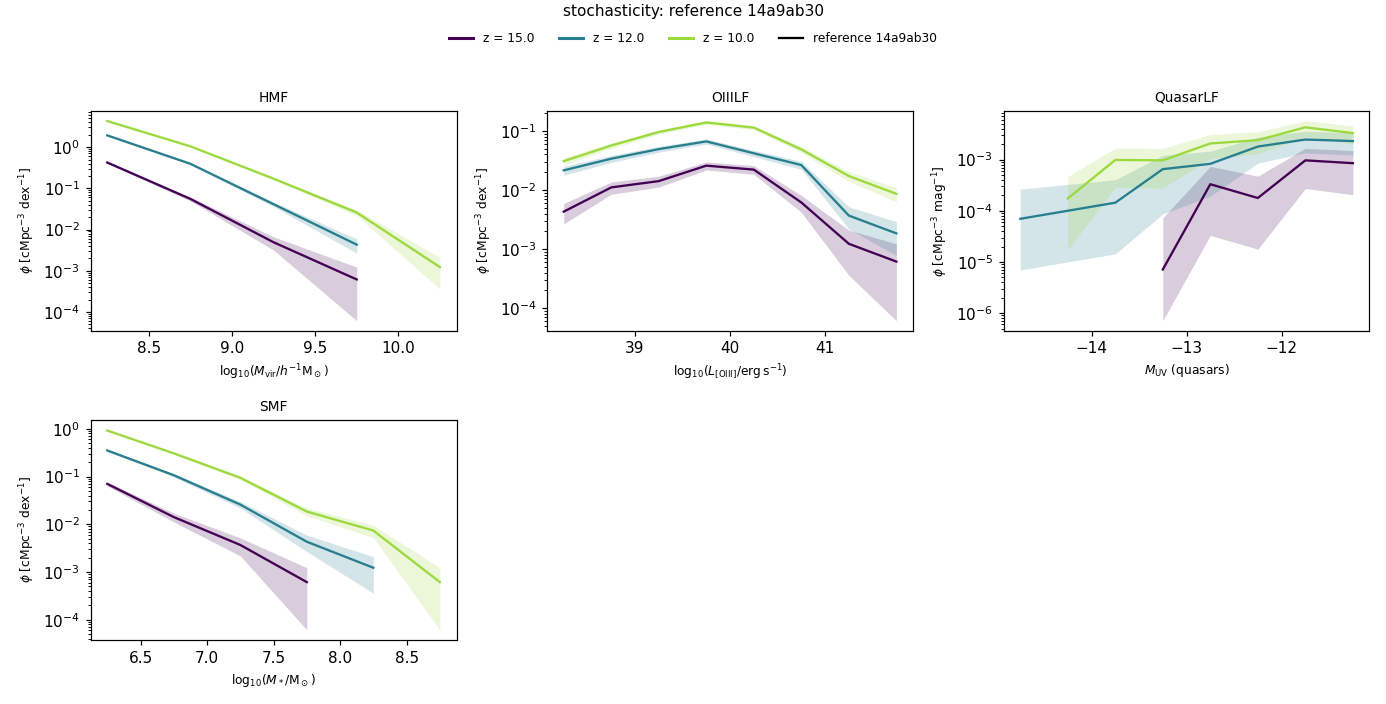 stochasticity: reference 14a9ab30
z = 15.0 z = 12.0 z = 10.0 reference 14a9ab30
HMF
10⁰
10⁻¹
10⁻²
10⁻³
10⁻⁴
ϕ [cMpc⁻³ dex⁻¹]
8.5 9.0 9.5 10.0
log₁₀(M_vir/h⁻¹M_⊙)
OIIILF
10⁻¹
10⁻²
10⁻³
10⁻⁴
ϕ [cMpc⁻³ dex⁻¹]
39 40 41
log₁₀(L_[OIII]/erg s⁻¹)
QuasarLF
10⁻³
10⁻⁴
10⁻⁵
10⁻⁶
ϕ [cMpc⁻³ mag⁻¹]
−14 −13 −12
M_UV (quasars)
SMF
10⁰
10⁻¹
10⁻²
10⁻³
10⁻⁴
ϕ [cMpc⁻³ dex⁻¹]
6.5 7.0 7.5 8.0 8.5
log₁₀(M_*/M_⊙)